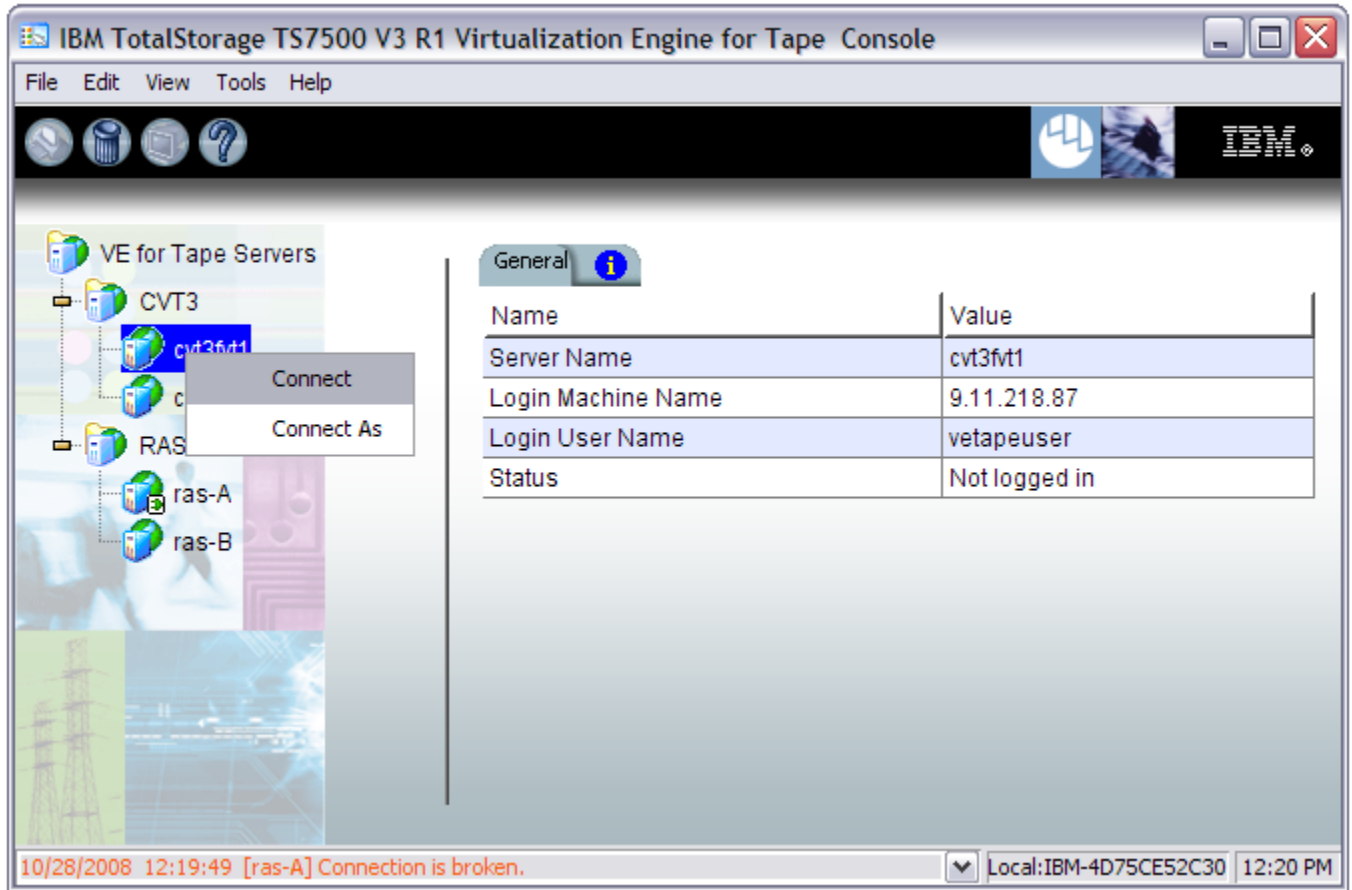 IBM TotalStorage TS7500 V3 R1 Virtualization Engine for Tape Console
File Edit View Tools Help
IBM
VE for Tape Servers
CVT3
cvt3fvt1
Connect
c
Connect As
RAS
ras-A
ras-B
General
Name Value
Server Name cvt3fvt1
Login Machine Name 9.11.218.87
Login User Name vetapeuser
Status Not logged in
10/28/2008 12:19:49 [ras-A] Connection is broken.
Local:IBM-4D75CE52C30 12:20 PM